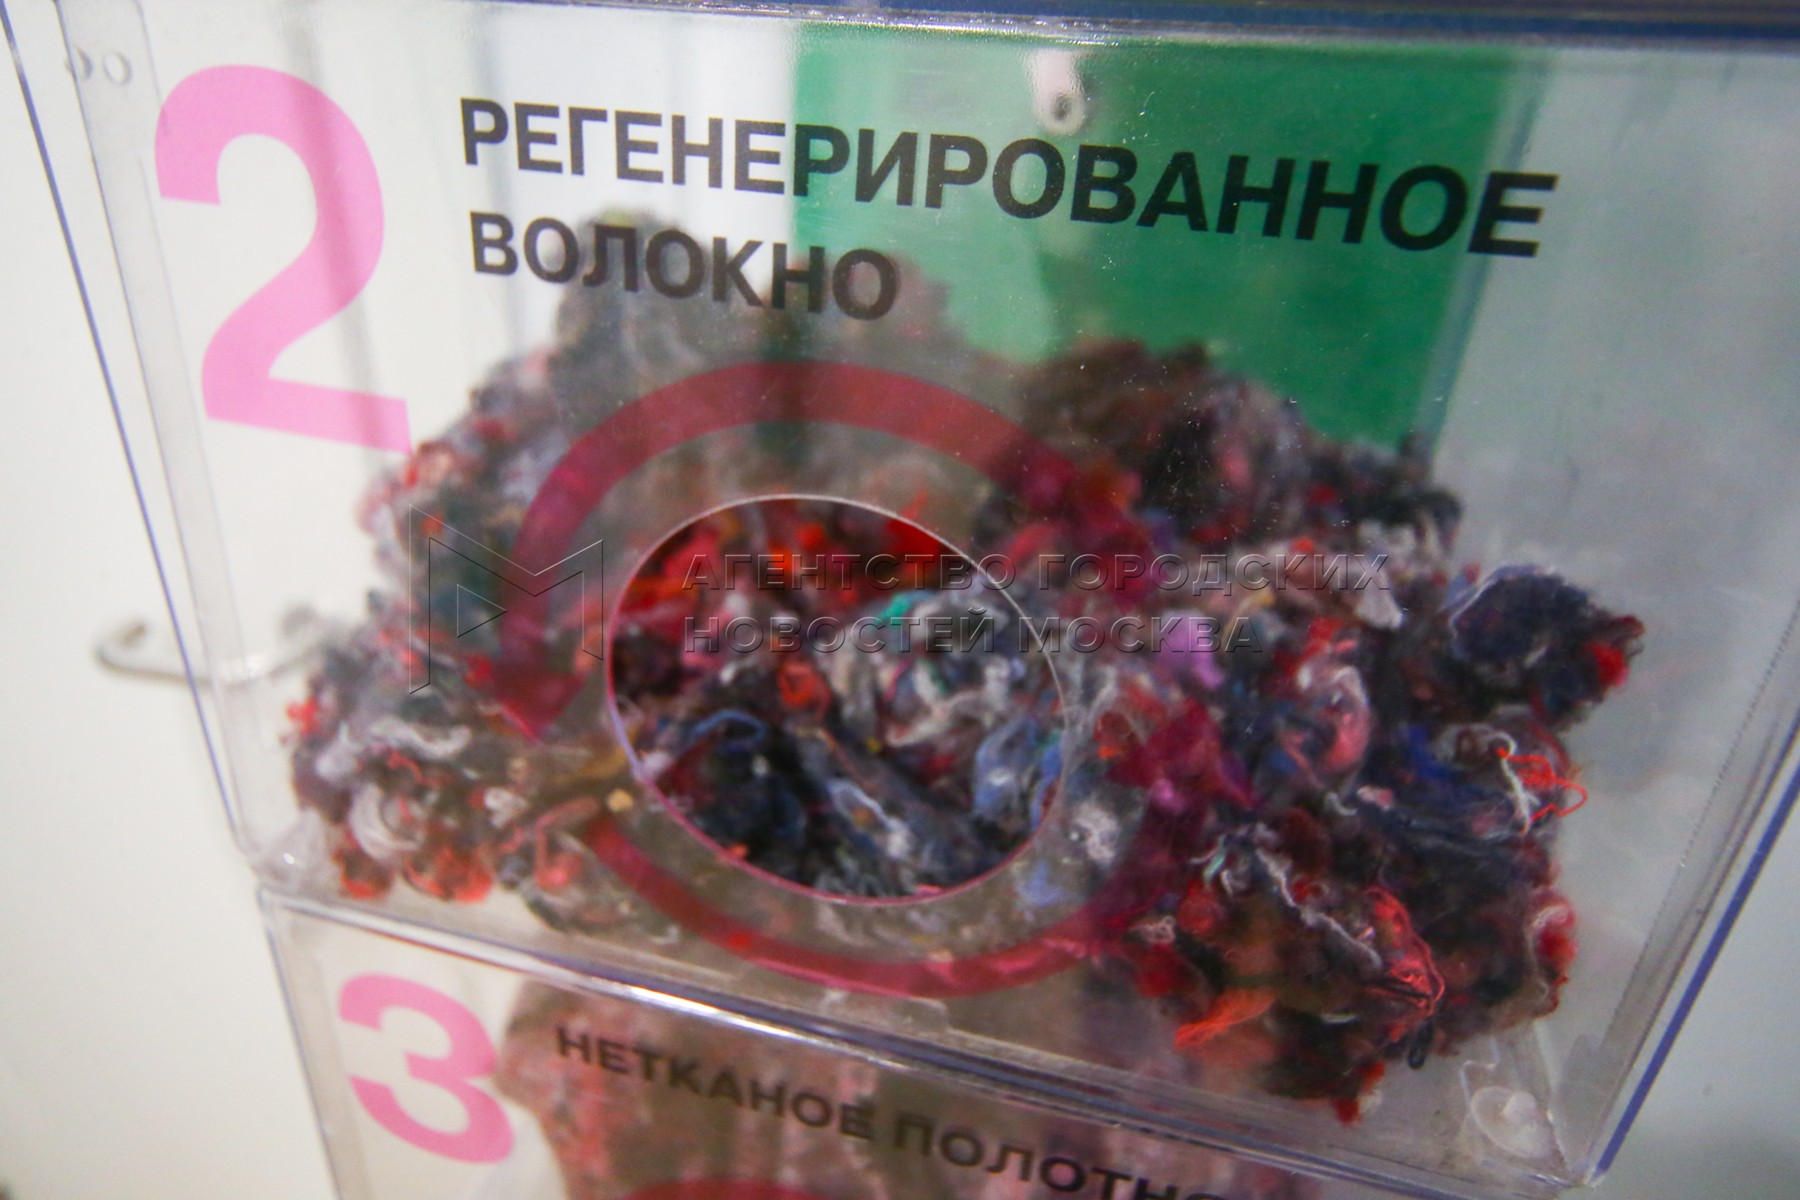 2
РЕГЕНЕРИРОВАННОЕ
ВОЛОКНО
АГЕНТСТВО ГОРОДСКИХ
НОВОСТЕЙ МОСКВА
3
НЕТКАНОЕ ПОЛОТНО